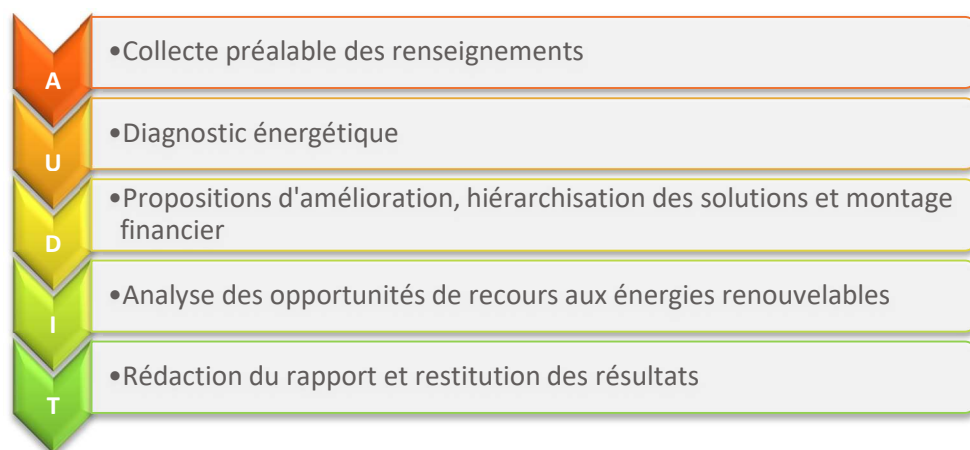 A
•Collecte préalable des renseignements
U
•Diagnostic énergétique
D
•Propositions d'amélioration, hiérarchisation des solutions et montage
financier
I
•Analyse des opportunités de recours aux énergies renouvelables
T
•Rédaction du rapport et restitution des résultats